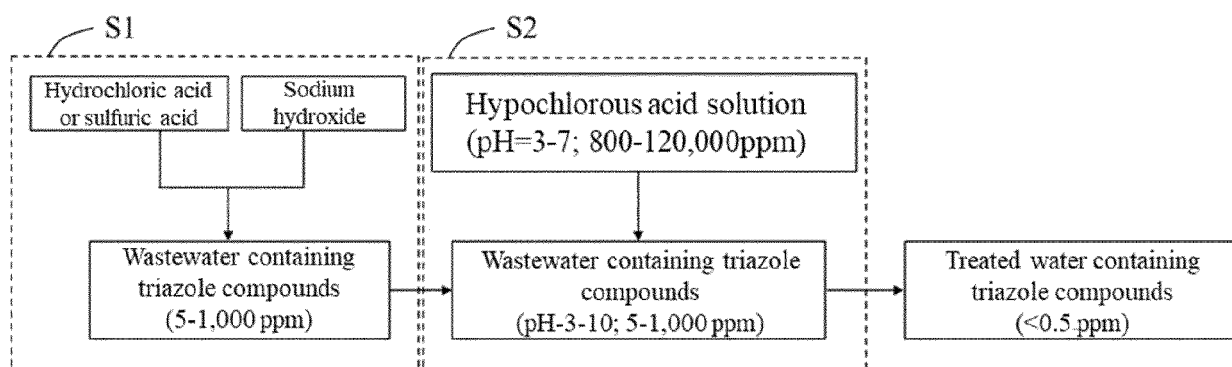 S1
S2
Hydrochloric acid
or sulfuric acid
Sodium
hydroxide
Hypochlorous acid solution
(pH=3-7; 800-120,000ppm)
Wastewater containing
triazole compounds
(5-1,000 ppm)
Wastewater containing triazole
compounds
(pH-3-10; 5-1,000 ppm)
Treated water containing
triazole compounds
(<0.5 ppm)